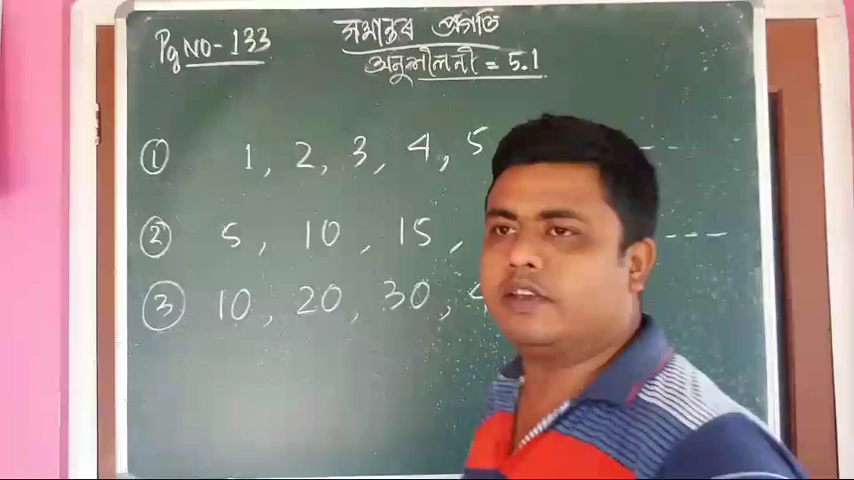 Pg NO - 133
সমান্তৰ প্ৰগতি
অনুশীলনী = 5.1
① 1, 2, 3, 4, 5 - -
② 5, 10, 15, - - -
③ 10, 20, 30,